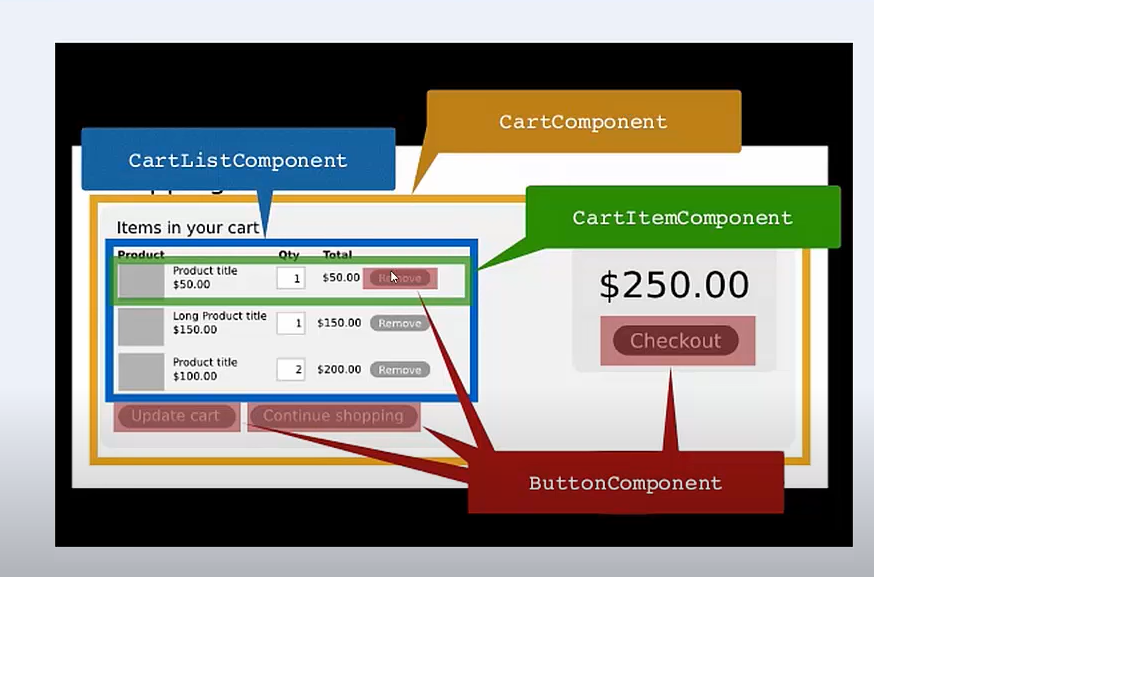 CartComponent
CartListComponent
CartItemComponent
Items in your cart
Product Qty Total
Product title
$50.00
1 $50.00 Remove
Long Product title
$150.00
1 $150.00 Remove
Product title
$100.00
2 $200.00 Remove
Update cart Continue shopping
$250.00
Checkout
ButtonComponent